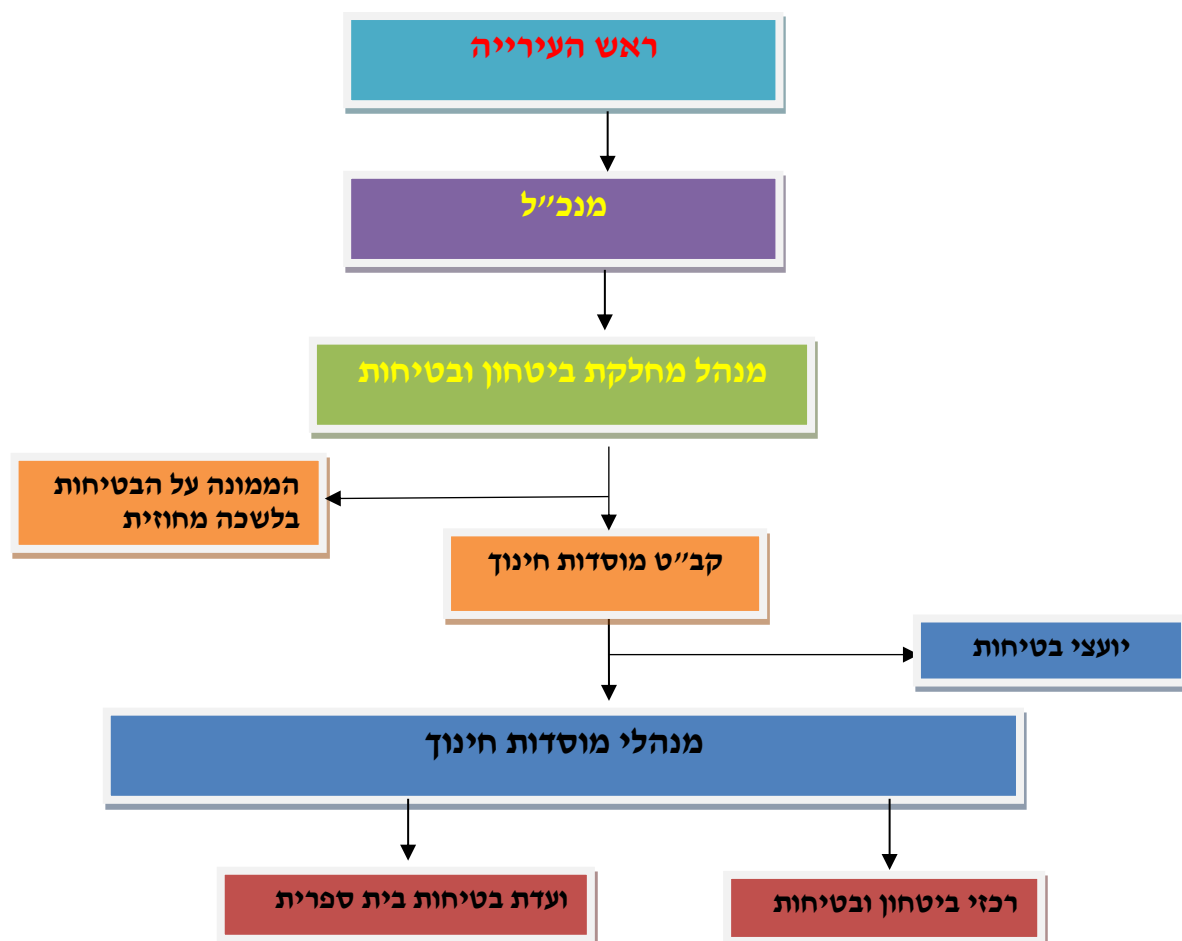 ראש העירייה
מנכ״ל
מנהל מחלקת ביטחון ובטיחות
הממונה על הבטיחות
בלשכה מחוזית
קב״ט מוסדות חינוך
יועצי בטיחות
מנהלי מוסדות חינוך
רכזי ביטחון ובטיחות
ועדת בטיחות בית ספרית